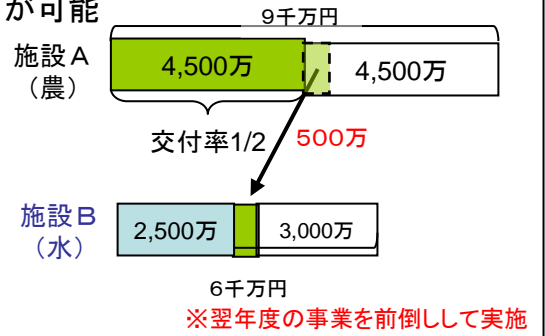 が可能
9千万円
施設A
(農)
4,500万
4,500万
交付率1/2
500万
施設B
(水)
2,500万
3,000万
6千万円
※翌年度の事業を前倒しして実施